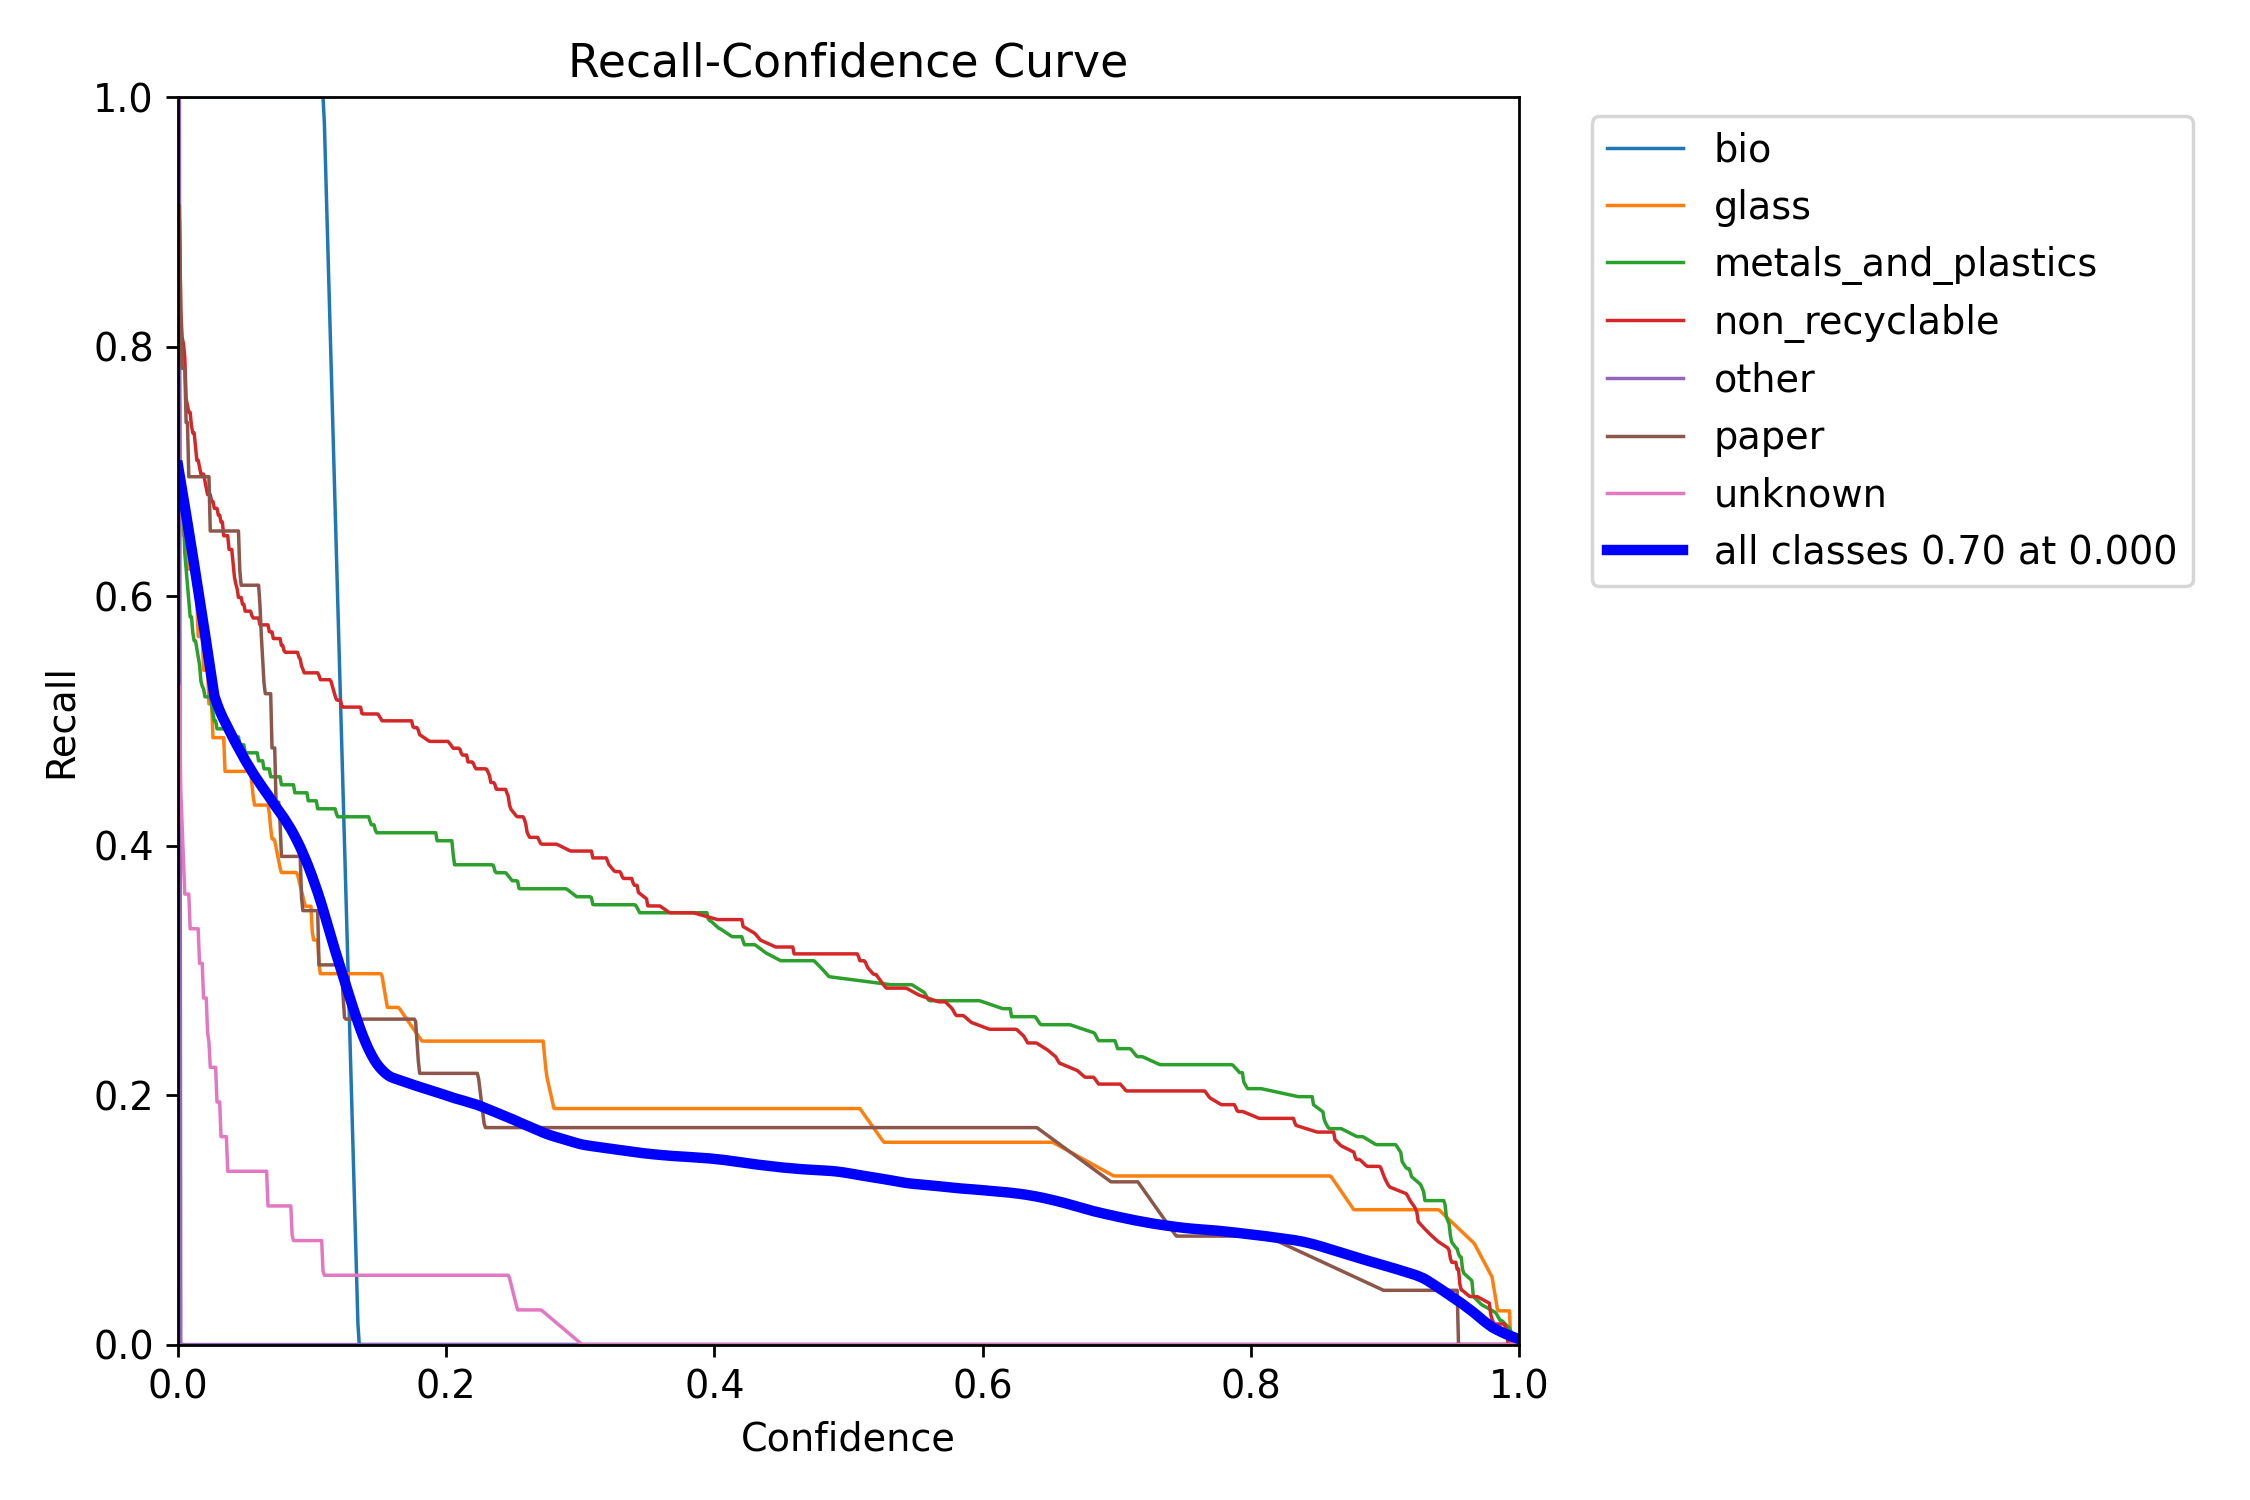 Recall-Confidence Curve
1.0
0.8
0.6
0.4
0.2
0.0
Recall
0.0 0.2 0.4 0.6 0.8 1.0
Confidence
bio
glass
metals_and_plastics
non_recyclable
other
paper
unknown
all classes 0.70 at 0.000